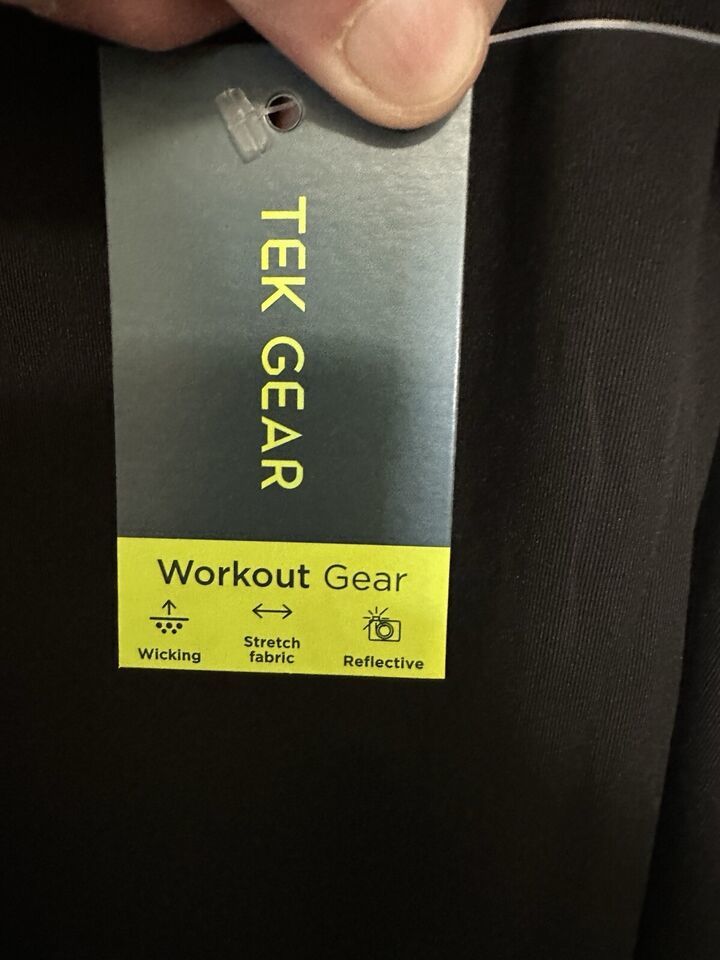 TEK GEAR
Workout Gear
Wicking
Stretch
fabric
Reflective